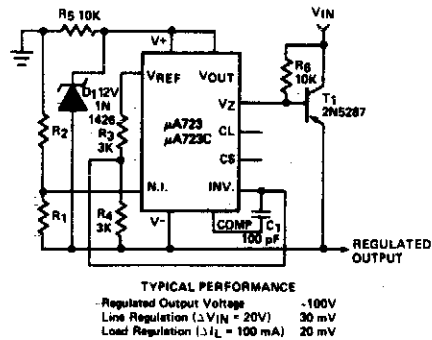 R5 10K
VIN
V+
VREF
VOUT
R6
10K
D1 12V
1N
1426
R3
3K
VZ
T1
2N5287
μA723
μA723C
R2
CL
CS
N.I.
INV.
R1
R4
3K
V-
COMP
C1
100 pF
REGULATED
OUTPUT
TYPICAL PERFORMANCE
Regulated Output Voltage -100V
Line Regulation (ΔVIN = 20V) 30 mV
Load Regulation (ΔIL = 100 mA) 20 mV